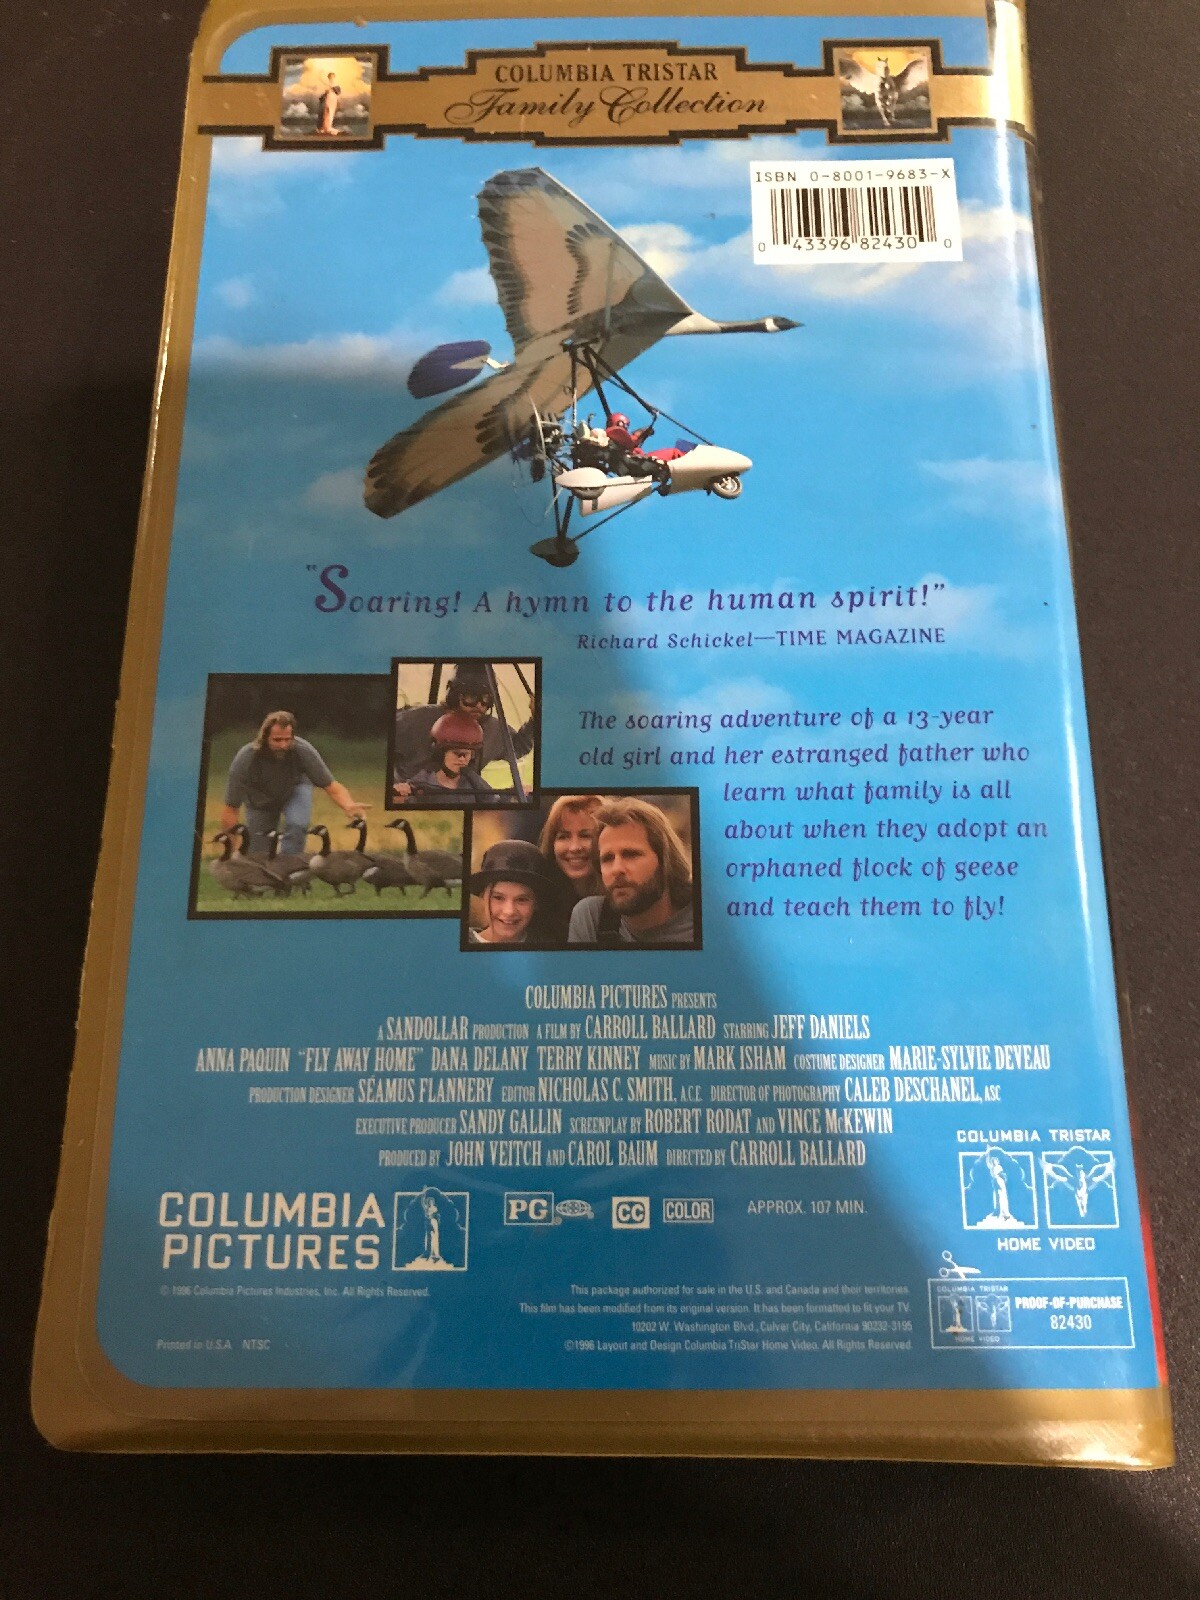 COLUMBIA TRISTAR
Family Collection
ISBN 0-8001-9683-X
0 43396 82430 0
"Soaring! A hymn to the human spirit!"
Richard Schickel—TIME MAGAZINE
The soaring adventure of a 13-year
old girl and her estranged father who
learn what family is all
about when they adopt an
orphaned flock of geese
and teach them to fly!
COLUMBIA PICTURES PRESENTS
A SANDOLLAR PRODUCTION A FILM BY CARROLL BALLARD STARRING JEFF DANIELS
ANNA PAQUIN "FLY AWAY HOME" DANA DELANY TERRY KINNEY MUSIC BY MARK ISHAM COSTUME DESIGNER MARIE-SYLVIE DEVEAU
PRODUCTION DESIGNER SÉAMUS FLANNERY EDITOR NICHOLAS C. SMITH, A.C.E. DIRECTOR OF PHOTOGRAPHY CALEB DESCHANEL, ASC
EXECUTIVE PRODUCER SANDY GALLIN SCREENPLAY BY ROBERT RODAT AND VINCE McKEWIN
PRODUCED BY JOHN VEITCH AND CAROL BAUM DIRECTED BY CARROLL BALLARD
COLUMBIA TRISTAR
HOME VIDEO
COLUMBIA
PICTURES
PG CC COLOR APPROX. 107 MIN.
© 1996 Columbia Pictures Industries, Inc. All Rights Reserved.
This package authorized for sale in the U.S. and Canada and their territories.
This film has been modified from its original version. It has been formatted to fit your TV.
10202 W. Washington Blvd., Culver City, California 90232-3195
©1996 Layout and Design Columbia TriStar Home Video. All Rights Reserved.
Printed in U.S.A NTSC
COLUMBIA TRISTAR
HOME VIDEO
PROOF-OF-PURCHASE
82430